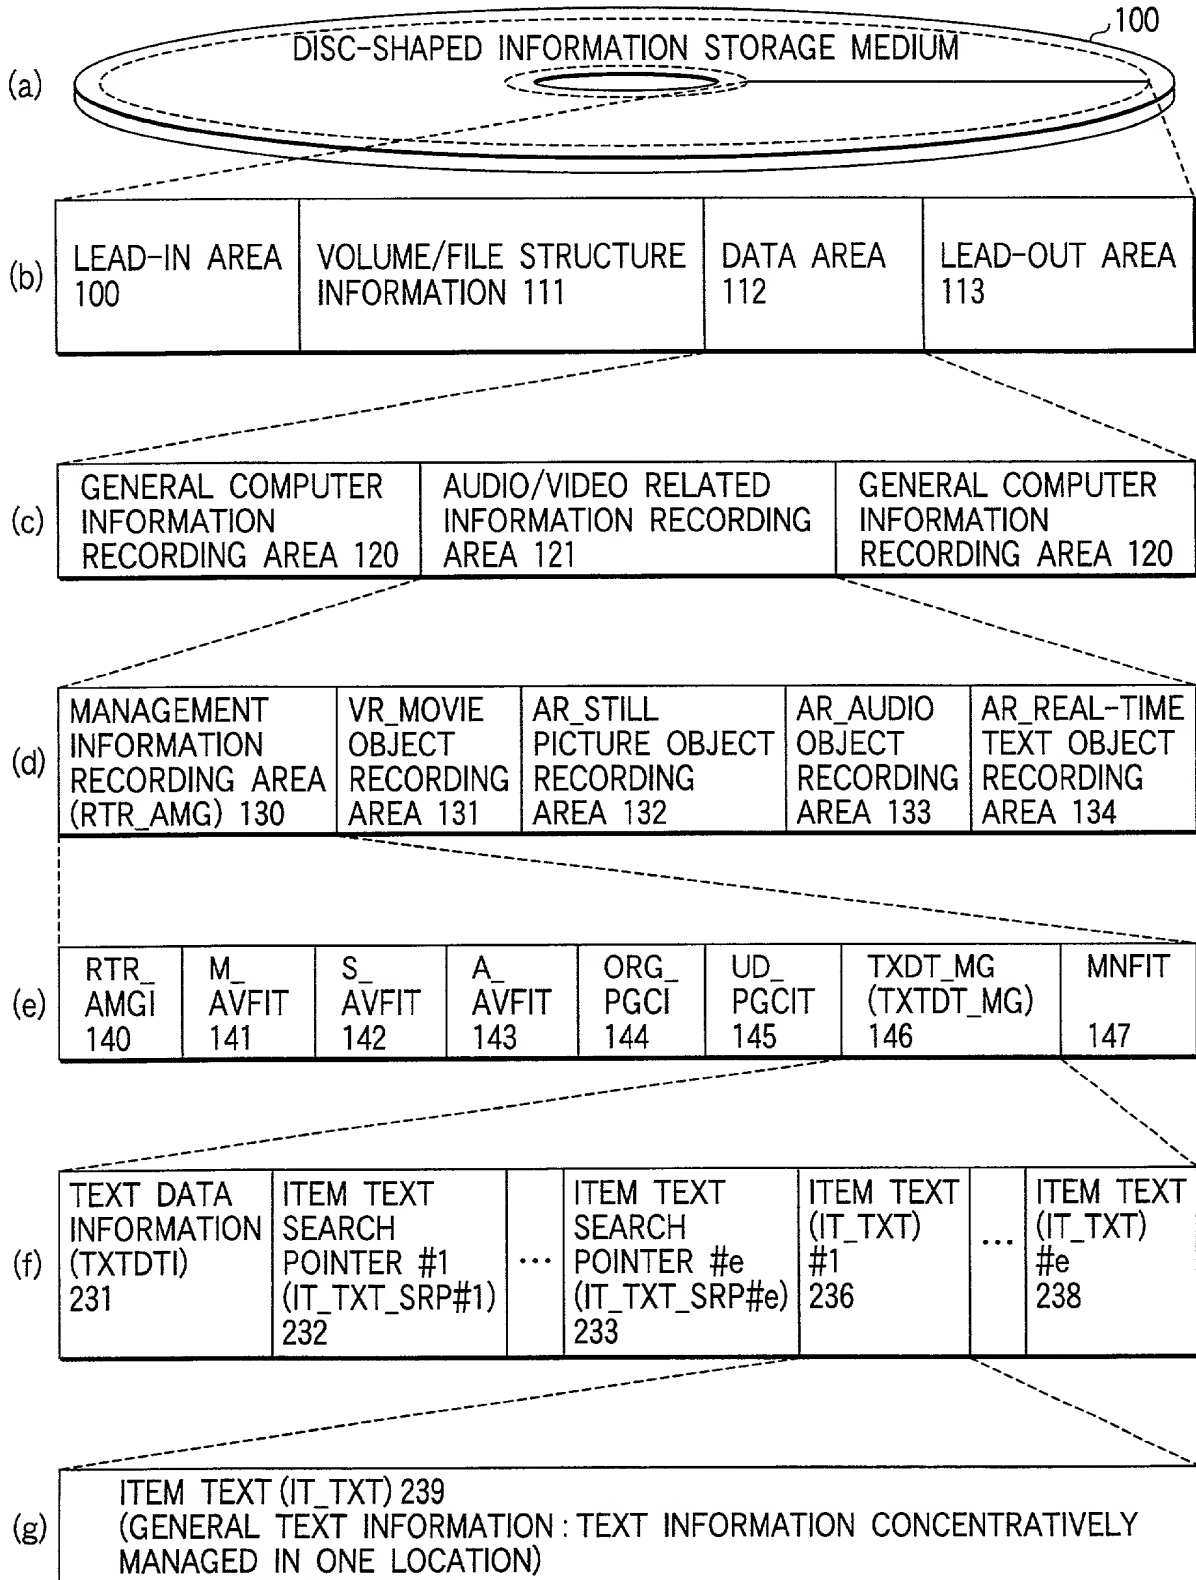 100
DISC-SHAPED INFORMATION STORAGE MEDIUM
(a)
(b)
LEAD-IN AREA
100
VOLUME/FILE STRUCTURE
INFORMATION 111
DATA AREA
112
LEAD-OUT AREA
113
(c)
GENERAL COMPUTER
INFORMATION
RECORDING AREA 120
AUDIO/VIDEO RELATED
INFORMATION RECORDING
AREA 121
GENERAL COMPUTER
INFORMATION
RECORDING AREA 120
(d)
MANAGEMENT
INFORMATION
RECORDING AREA
(RTR_AMG) 130
VR_MOVIE
OBJECT
RECORDING
AREA 131
AR_STILL
PICTURE OBJECT
RECORDING
AREA 132
AR_AUDIO
OBJECT
RECORDING
AREA 133
AR_REAL-TIME
TEXT OBJECT
RECORDING
AREA 134
(e)
RTR_
AMGI
140
M_
AVFIT
141
S_
AVFIT
142
A_
AVFIT
143
ORG_
PGCI
144
UD_
PGCIT
145
TXDT_MG
(TXTDT_MG)
146
MNFIT
147
(f)
TEXT DATA
INFORMATION
(TXTDTI)
231
ITEM TEXT
SEARCH
POINTER #1
(IT_TXT_SRP#1)
232
...
ITEM TEXT
SEARCH
POINTER #e
(IT_TXT_SRP#e)
233
ITEM TEXT
(IT_TXT)
#1
236
...
ITEM TEXT
(IT_TXT)
#e
238
(g)
ITEM TEXT (IT_TXT) 239
(GENERAL TEXT INFORMATION : TEXT INFORMATION CONCENTRATIVELY
MANAGED IN ONE LOCATION)